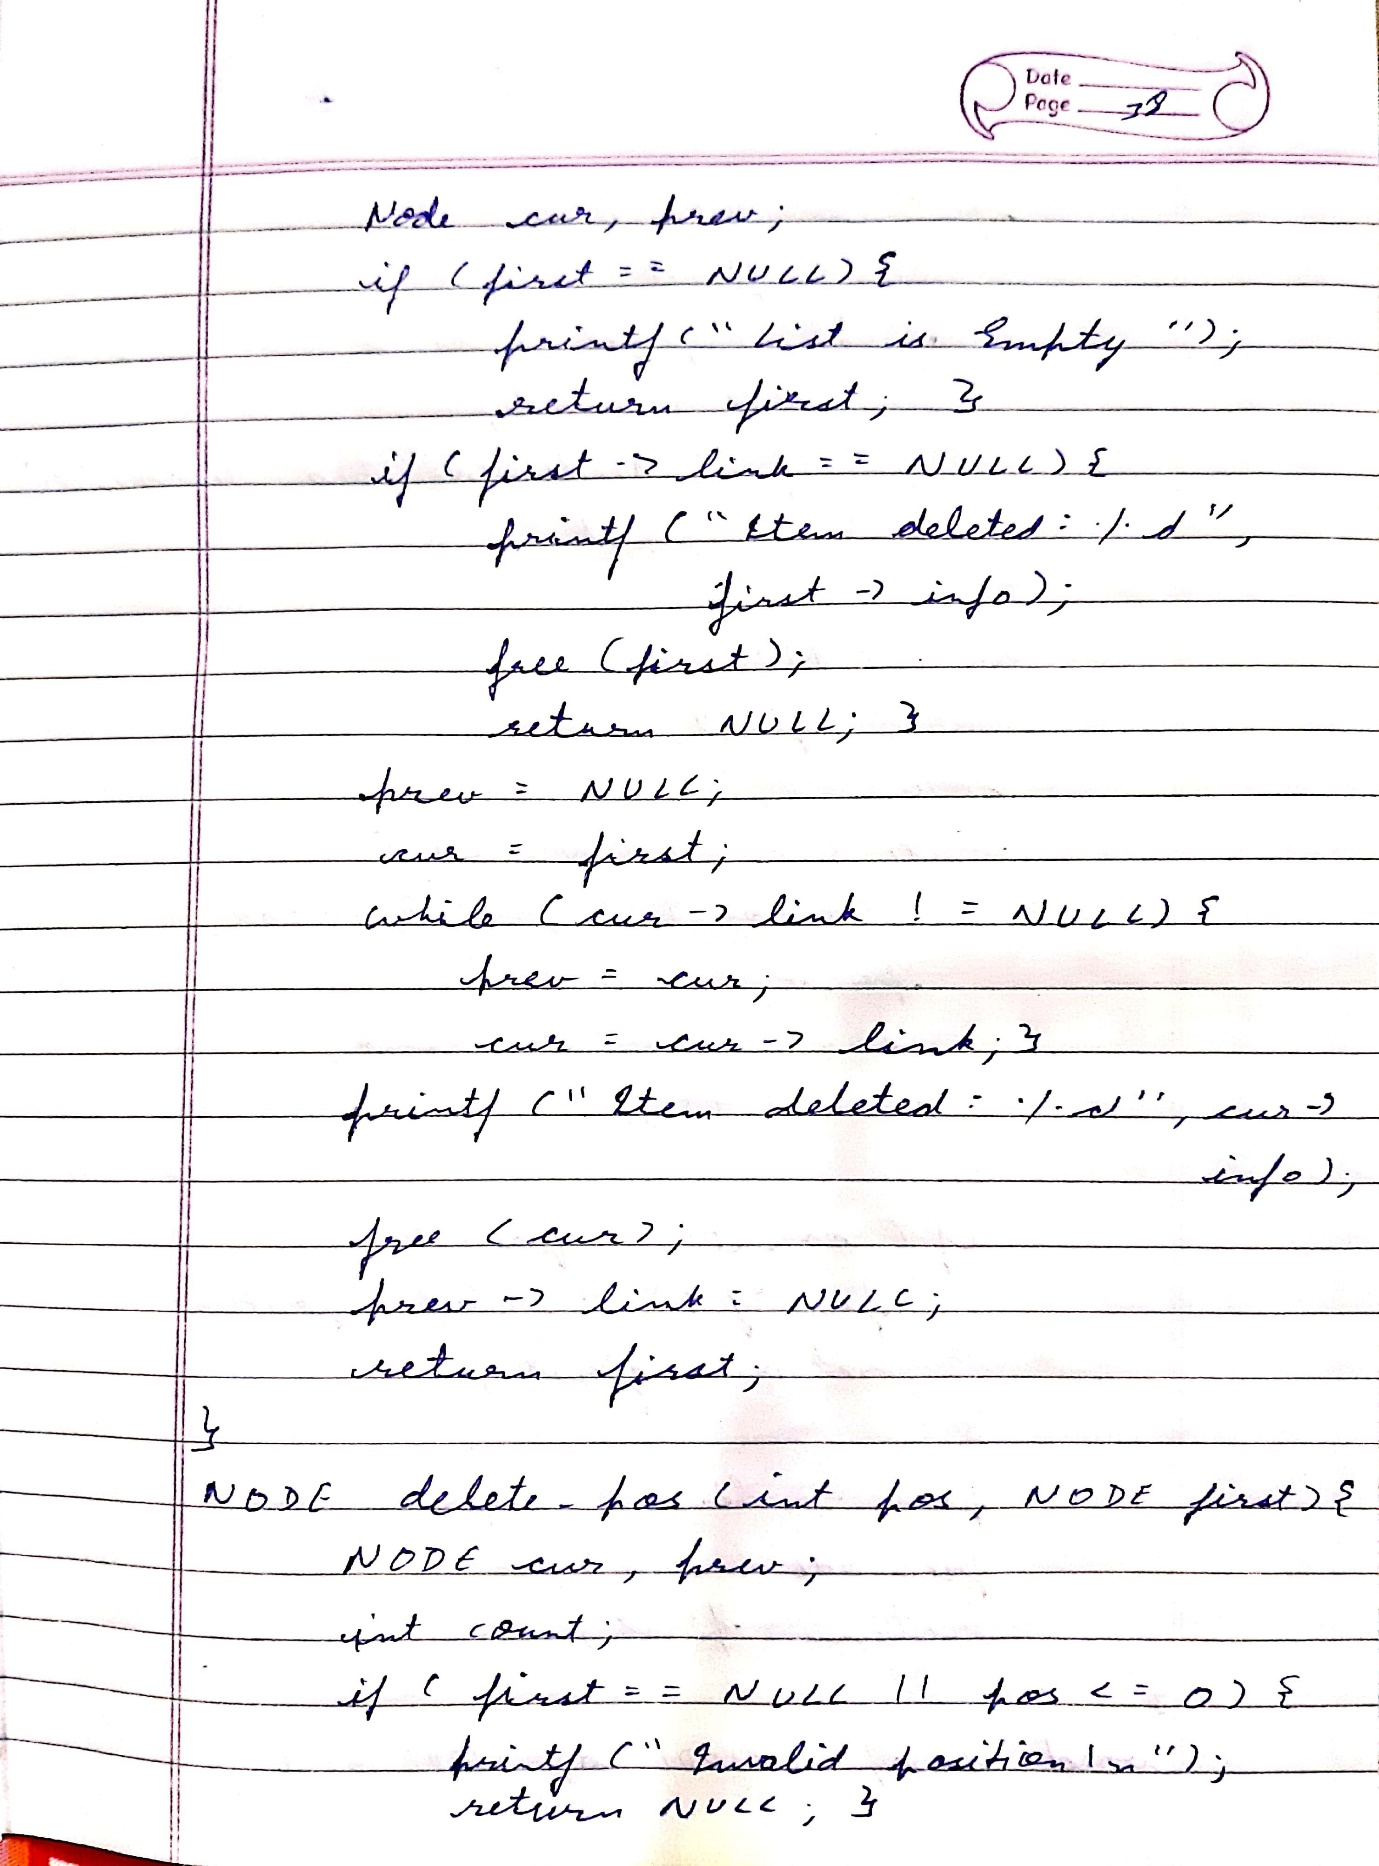 Date
Page 38
Node cur, prev;
if (first == NULL) {
printf (" List is Empty ");
return first; }
if (first -> link == NULL) {
printf (" Item deleted : %d",
first -> info);
free (first);
return NULL; }
prev = NULL;
cur = first;
while (cur -> link != NULL) {
prev = cur;
cur = cur -> link; }
printf (" Item deleted : %d", cur ->
info);
free (cur);
prev -> link = NULL;
return first;
}
NODE delete_pos (int pos, NODE first) {
NODE cur, prev;
int count;
if ( first == NULL || pos <= 0) {
printf (" Invalid position \n");
return NULL; }